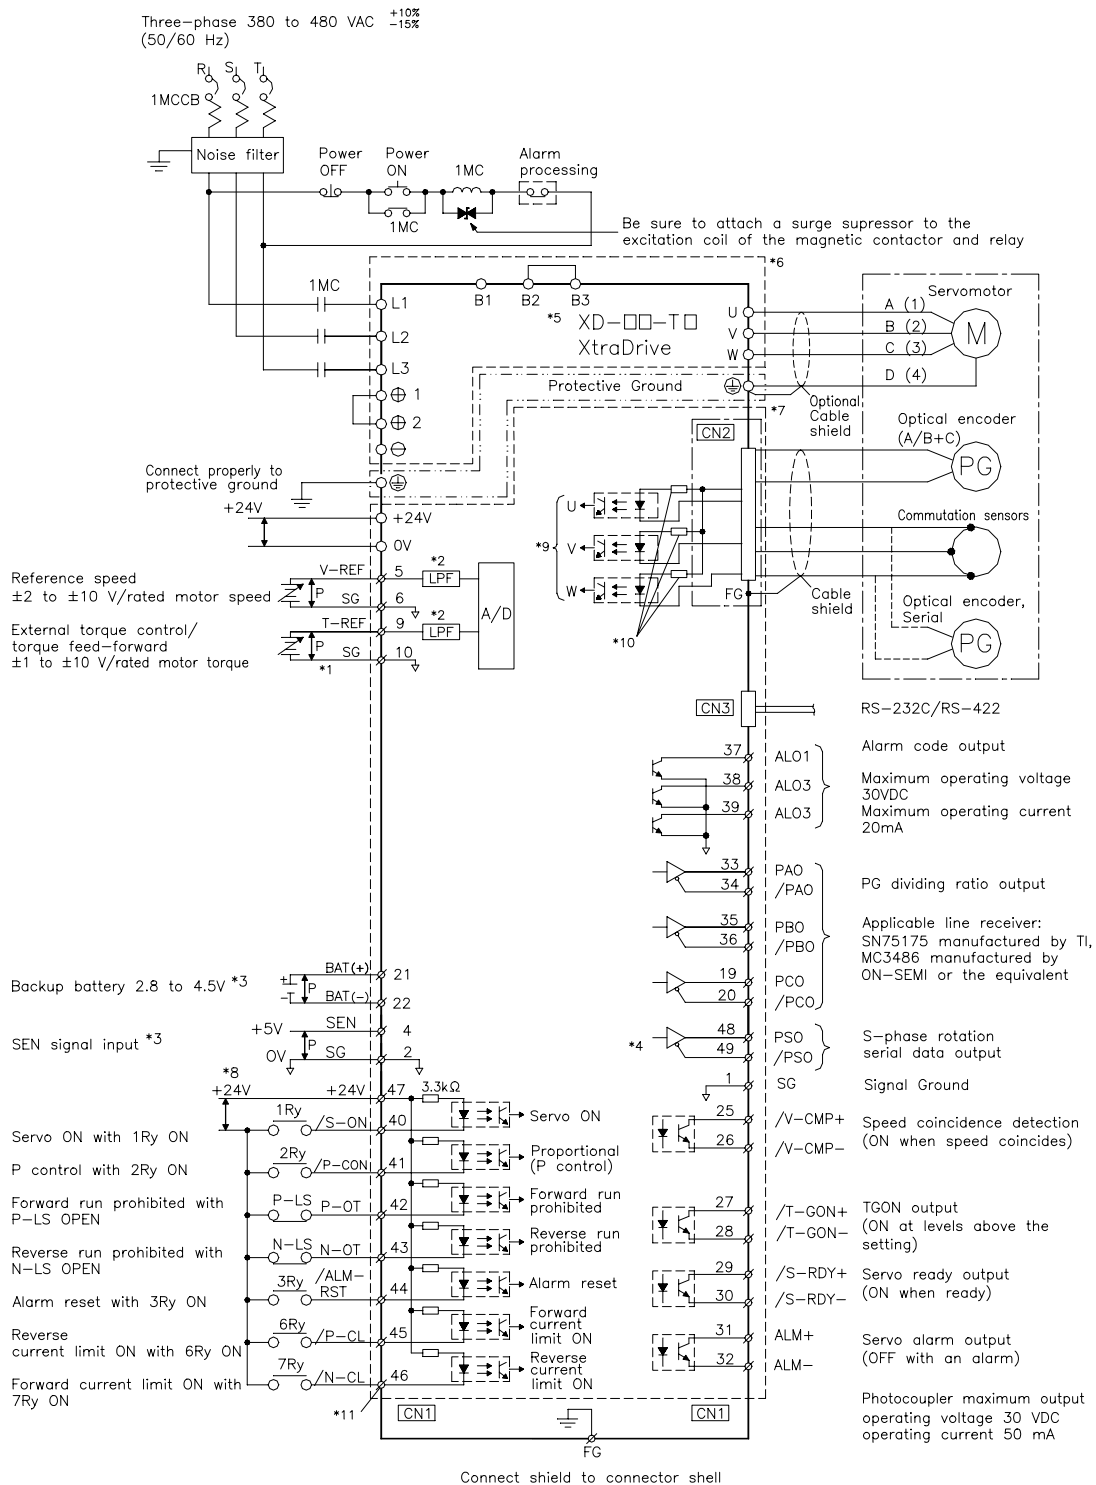 Three-phase 380 to 480 VAC +10% -15%
(50/60 Hz)
R S T
1MCCB
Noise filter
Power OFF
Power ON
1MC
Alarm processing
1MC
Be sure to attach a surge supressor to the
excitation coil of the magnetic contactor and relay
*6
1MC
L1
L2
L3
⊕ 1
⊕ 2
⊖
B1 B2 B3
*5
XD-□□-T□
XtraDrive
U
V
W
Protective Ground
*7
Servomotor
A (1)
B (2)
C (3)
D (4)
M
Optional
Cable
shield
Optical encoder
(A/B+C)
PG
Commutation sensors
Cable
shield
Optical encoder,
Serial
PG
CN2
*9
U
V
W
*10
FG
Connect properly to
protective ground
+24V
+24V
0V
Reference speed
±2 to ±10 V/rated motor speed
V-REF 5
P
SG 6
*2
LPF
A/D
External torque control/
torque feed-forward
±1 to ±10 V/rated motor torque
T-REF 9
P
SG 10
*1
*2
LPF
CN3
RS-232C/RS-422
37 ALO1
38 ALO3
39 ALO3
Alarm code output
Maximum operating voltage
30VDC
Maximum operating current
20mA
33 PAO
34 /PAO
35 PBO
36 /PBO
19 PCO
20 /PCO
PG dividing ratio output
Applicable line receiver:
SN75175 manufactured by TI,
MC3486 manufactured by
ON-SEMI or the equivalent
*4
48 PSO
49 /PSO
S-phase rotation
serial data output
1 SG
Signal Ground
Backup battery 2.8 to 4.5V *3
+
-
P
BAT(+) 21
BAT(-) 22
SEN signal input *3
+5V SEN 4
P
0V SG 2
*8
+24V
+24V 47
3.3kΩ
Servo ON with 1Ry ON
1Ry /S-ON 40
Servo ON
P control with 2Ry ON
2Ry /P-CON 41
Proportional
(P control)
Forward run prohibited with
P-LS OPEN
P-LS P-OT 42
Forward run
prohibited
Reverse run prohibited with
N-LS OPEN
N-LS N-OT 43
Reverse run
prohibited
Alarm reset with 3Ry ON
3Ry /ALM-RST 44
Alarm reset
Reverse
current limit ON with 6Ry ON
6Ry /P-CL 45
Forward
current
limit ON
Forward current limit ON with
7Ry ON
7Ry /N-CL 46
Reverse
current
limit ON
*11
25 /V-CMP+
26 /V-CMP-
Speed coincidence detection
(ON when speed coincides)
27 /T-GON+
28 /T-GON-
TGON output
(ON at levels above the
setting)
29 /S-RDY+
30 /S-RDY-
Servo ready output
(ON when ready)
31 ALM+
32 ALM-
Servo alarm output
(OFF with an alarm)
CN1
CN1
Photocoupler maximum output
operating voltage 30 VDC
operating current 50 mA
FG
Connect shield to connector shell